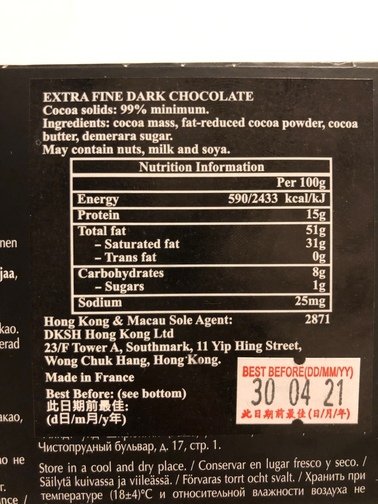 EXTRA FINE DARK CHOCOLATE
Cocoa solids: 99% minimum.
Ingredients: cocoa mass, fat-reduced cocoa powder, cocoa
butter, demerara sugar.
May contain nuts, milk and soya.
Nutrition Information
Per 100g
Energy 590/2433 kcal/kJ
Protein 15g
Total fat 51g
– Saturated fat 31g
– Trans fat 0g
Carbohydrates 8g
– Sugars 1g
Sodium 25mg
Hong Kong & Macau Sole Agent: 2871
DKSH Hong Kong Ltd
23/F Tower A, Southmark, 11 Yip Hing Street,
Wong Chuk Hang, Hong Kong.
Made in France
Best Before: (see bottom)
此日期前最佳:
(d日/m月/y年)
BEST BEFORE(DD/MM/YY)
30 04 21
此日期前最佳(日/月/年)
Чистопрудный бульвар, д. 17, стр. 1.
Store in a cool and dry place. / Conservar en lugar fresco y seco. /
Säilytä kuivassa ja viileässä. / Förvaras torrt ocht svalt. / Хранить при
температуре (18±4)°С и относительной влажности воздуха не